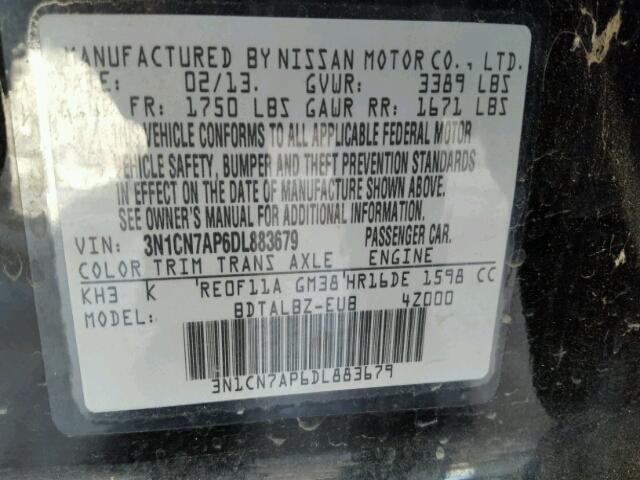 MANUFACTURED BY NISSAN MOTOR CO., LTD.
E: 02/13. GVWR: 3389 LBS
FR: 1750 LBS GAWR RR: 1671 LBS
VEHICLE CONFORMS TO ALL APPLICABLE FEDERAL MOTOR
VEHICLE SAFETY, BUMPER AND THEFT PREVENTION STANDARDS
IN EFFECT ON THE DATE OF MANUFACTURE SHOWN ABOVE.
SEE OWNER'S MANUAL FOR ADDITIONAL INFORMATION.
VIN: 3N1CN7AP6DL883679 PASSENGER CAR.
COLOR TRIM TRANS AXLE ENGINE
KH3 K 'RE0F11A GM38'HR16DE 1598 CC
MODEL: BDTALBZ-EUB 4Z000
3N1CN7AP6DL883679